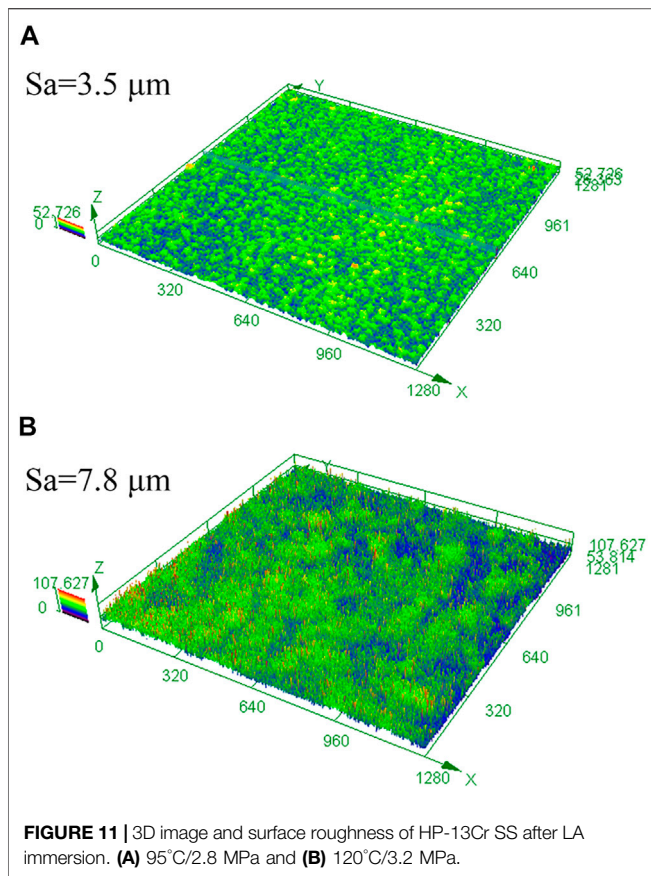 A
Sa=3.5 μm
Y
52.726
1281
961
Z
52.726
0
0
640
320
320
640
960
1280
X
B
Sa=7.8 μm
Y
107.627
53.814
1281
961
Z
107.627
0
0
640
320
320
640
960
1280
X
FIGURE 11 | 3D image and surface roughness of HP-13Cr SS after LA
immersion. (A) 95°C/2.8 MPa and (B) 120°C/3.2 MPa.